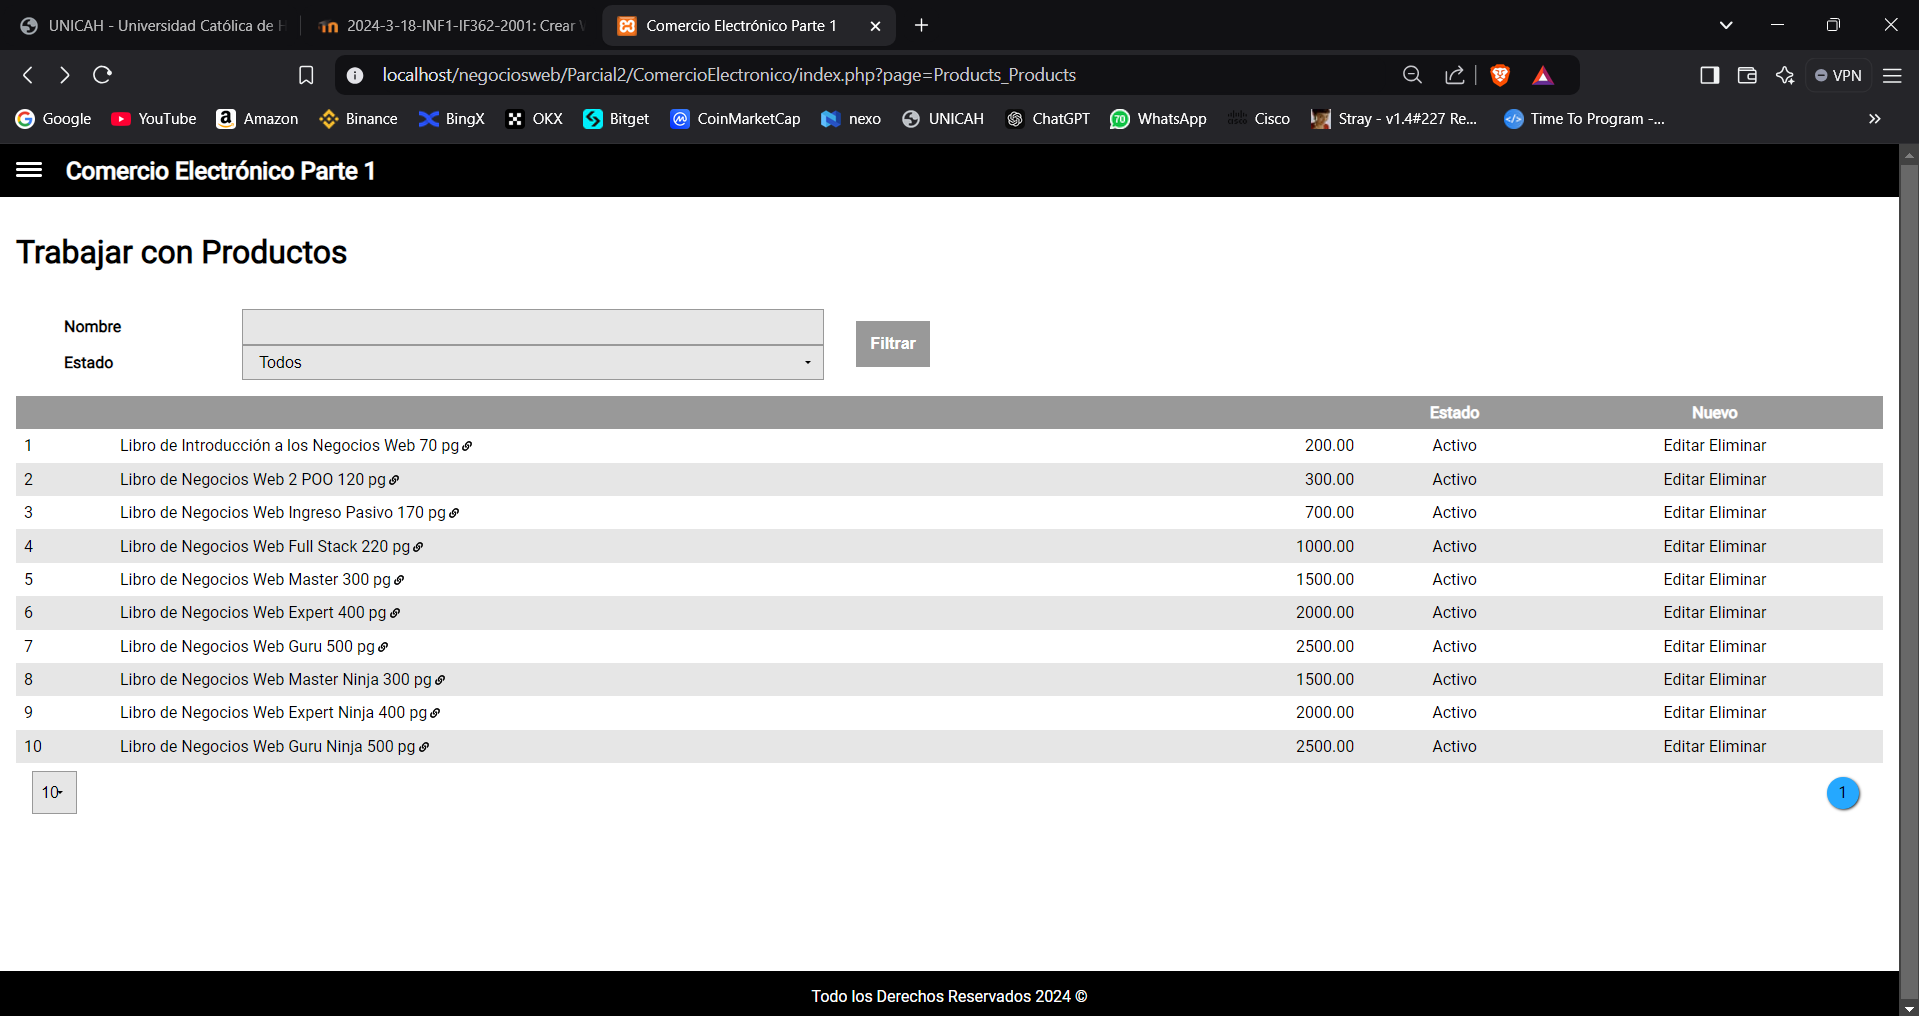 UNICAH - Universidad Católica de H
2024-3-18-INF1-IF362-2001: Crear W
Comercio Electrónico Parte 1
localhost/negociosweb/Parcial2/ComercioElectronico/index.php?page=Products_Products
VPN
Google YouTube Amazon Binance BingX OKX Bitget CoinMarketCap nexo UNICAH ChatGPT 70 WhatsApp Cisco Stray - v1.4#227 Re... Time To Program -...
Comercio Electrónico Parte 1
Trabajar con Productos
Nombre
Estado Todos
Filtrar
Estado Nuevo
1 Libro de Introducción a los Negocios Web 70 pg 200.00 Activo Editar Eliminar
2 Libro de Negocios Web 2 POO 120 pg 300.00 Activo Editar Eliminar
3 Libro de Negocios Web Ingreso Pasivo 170 pg 700.00 Activo Editar Eliminar
4 Libro de Negocios Web Full Stack 220 pg 1000.00 Activo Editar Eliminar
5 Libro de Negocios Web Master 300 pg 1500.00 Activo Editar Eliminar
6 Libro de Negocios Web Expert 400 pg 2000.00 Activo Editar Eliminar
7 Libro de Negocios Web Guru 500 pg 2500.00 Activo Editar Eliminar
8 Libro de Negocios Web Master Ninja 300 pg 1500.00 Activo Editar Eliminar
9 Libro de Negocios Web Expert Ninja 400 pg 2000.00 Activo Editar Eliminar
10 Libro de Negocios Web Guru Ninja 500 pg 2500.00 Activo Editar Eliminar
10 1
Todo los Derechos Reservados 2024 ©